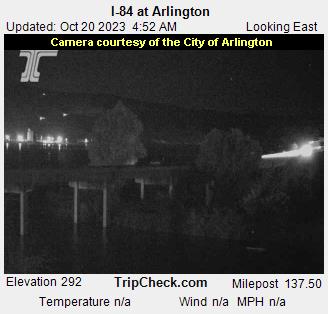 I-84 at Arlington
Updated: Oct 20 2023 4:52 AM Looking East
Camera courtesy of the City of Arlington
Elevation 292 TripCheck.com Milepost 137.50
Temperature n/a Wind n/a MPH n/a